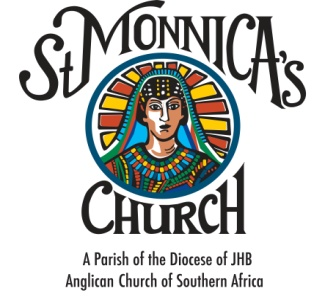 St MONNICA's
CHURCH
A Parish of the Diocese of JHB
Anglican Church of Southern Africa